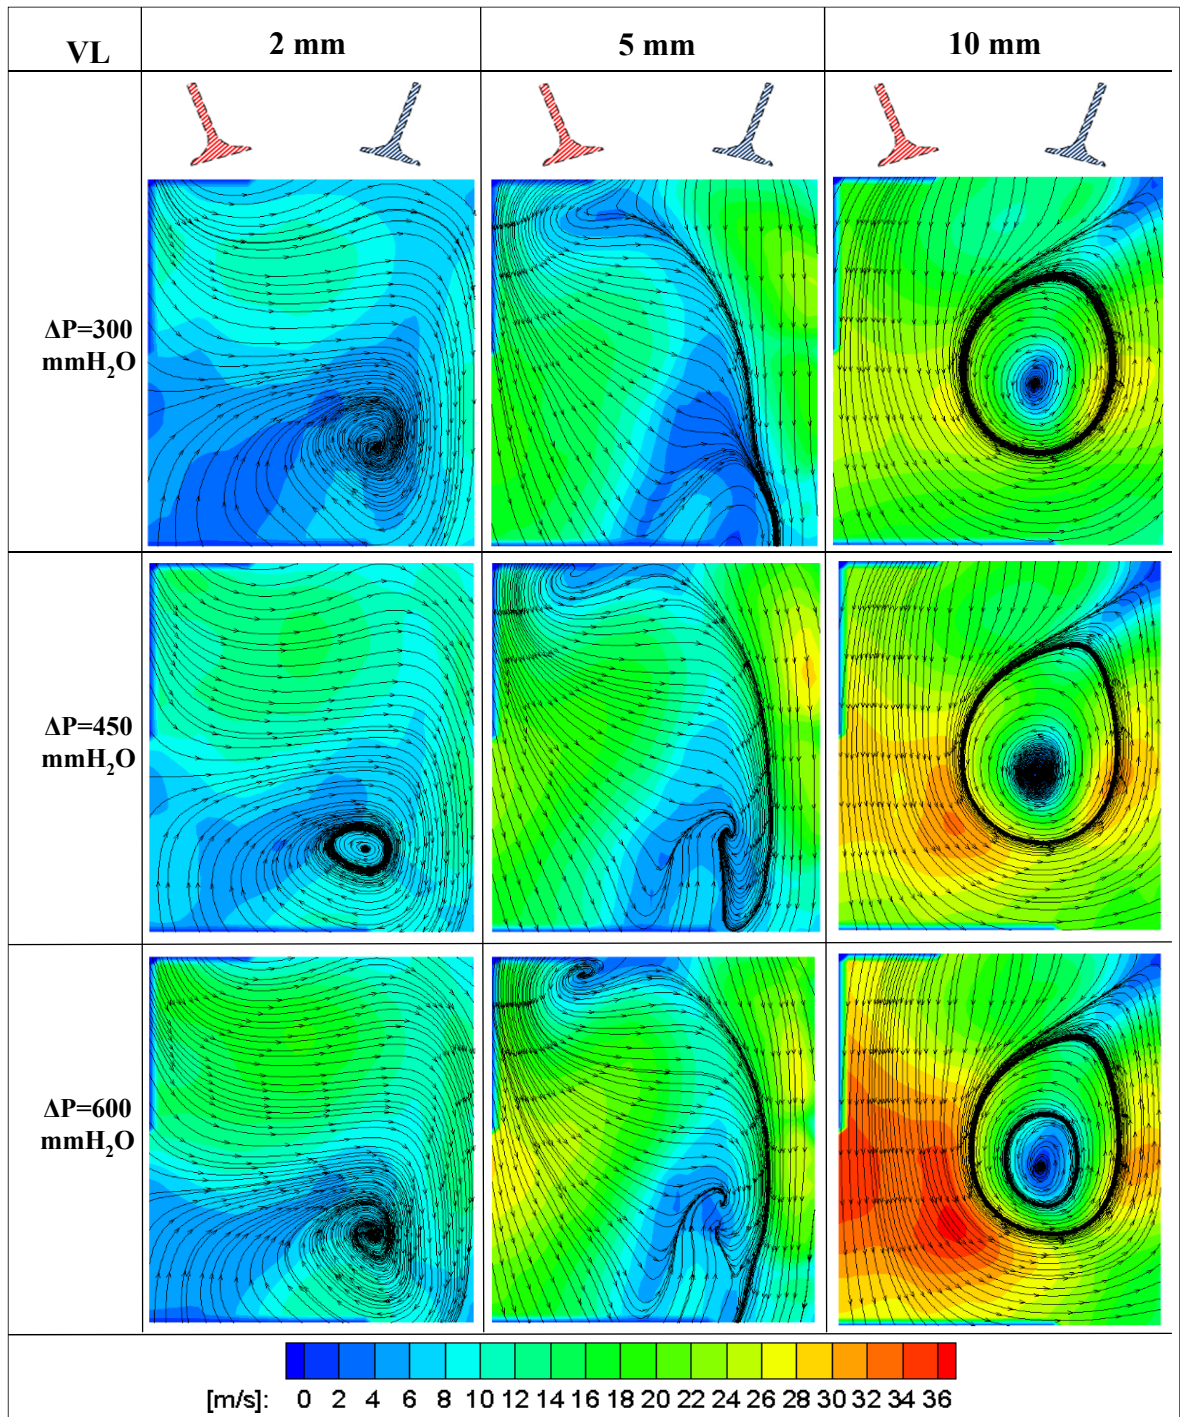 VL 2 mm 5 mm 10 mm
ΔP=300
mmH₂O
ΔP=450
mmH₂O
ΔP=600
mmH₂O
[m/s]: 0 2 4 6 8 10 12 14 16 18 20 22 24 26 28 30 32 34 36